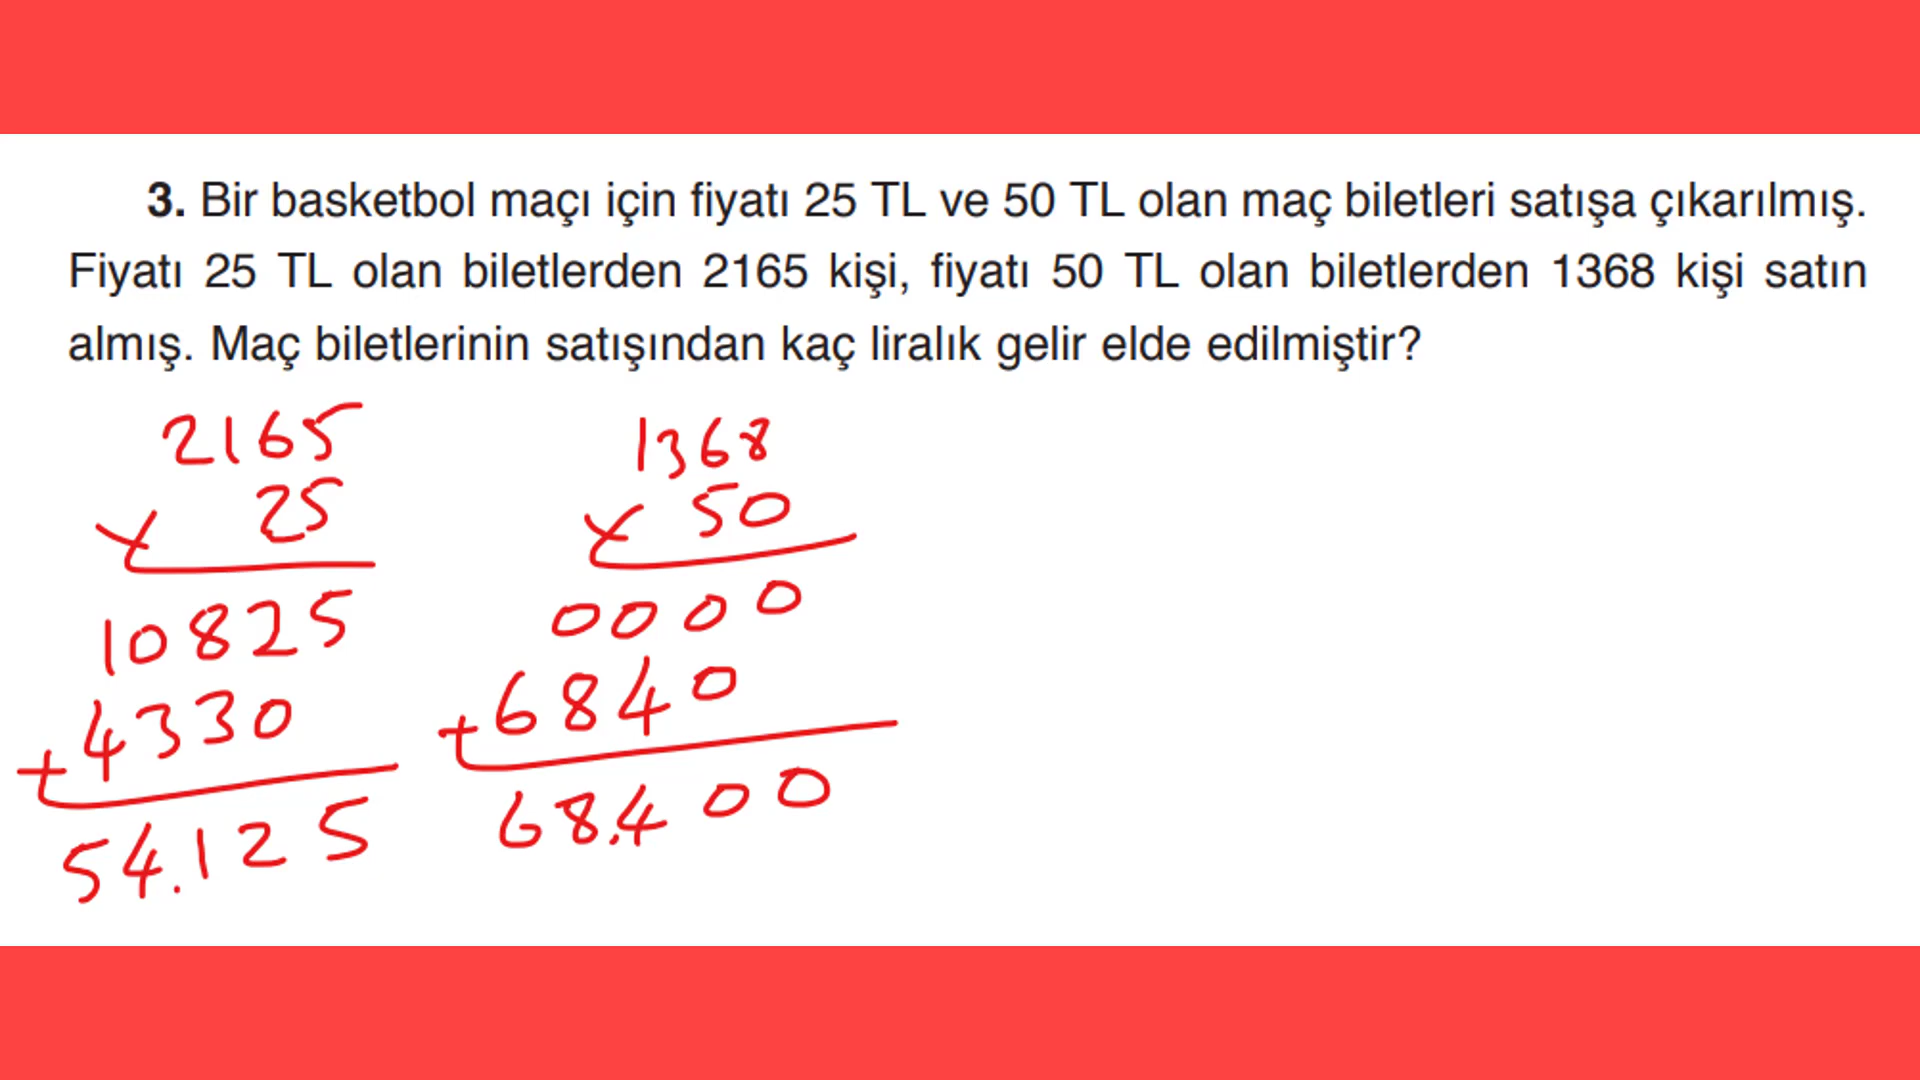 3. Bir basketbol maçı için fiyatı 25 TL ve 50 TL olan maç biletleri satışa çıkarılmış.
Fiyatı 25 TL olan biletlerden 2165 kişi, fiyatı 50 TL olan biletlerden 1368 kişi satın
almış. Maç biletlerinin satışından kaç liralık gelir elde edilmiştir?
2165
x 25
10825
+4330
54.125
1368
x 50
0000
+6840
68.400